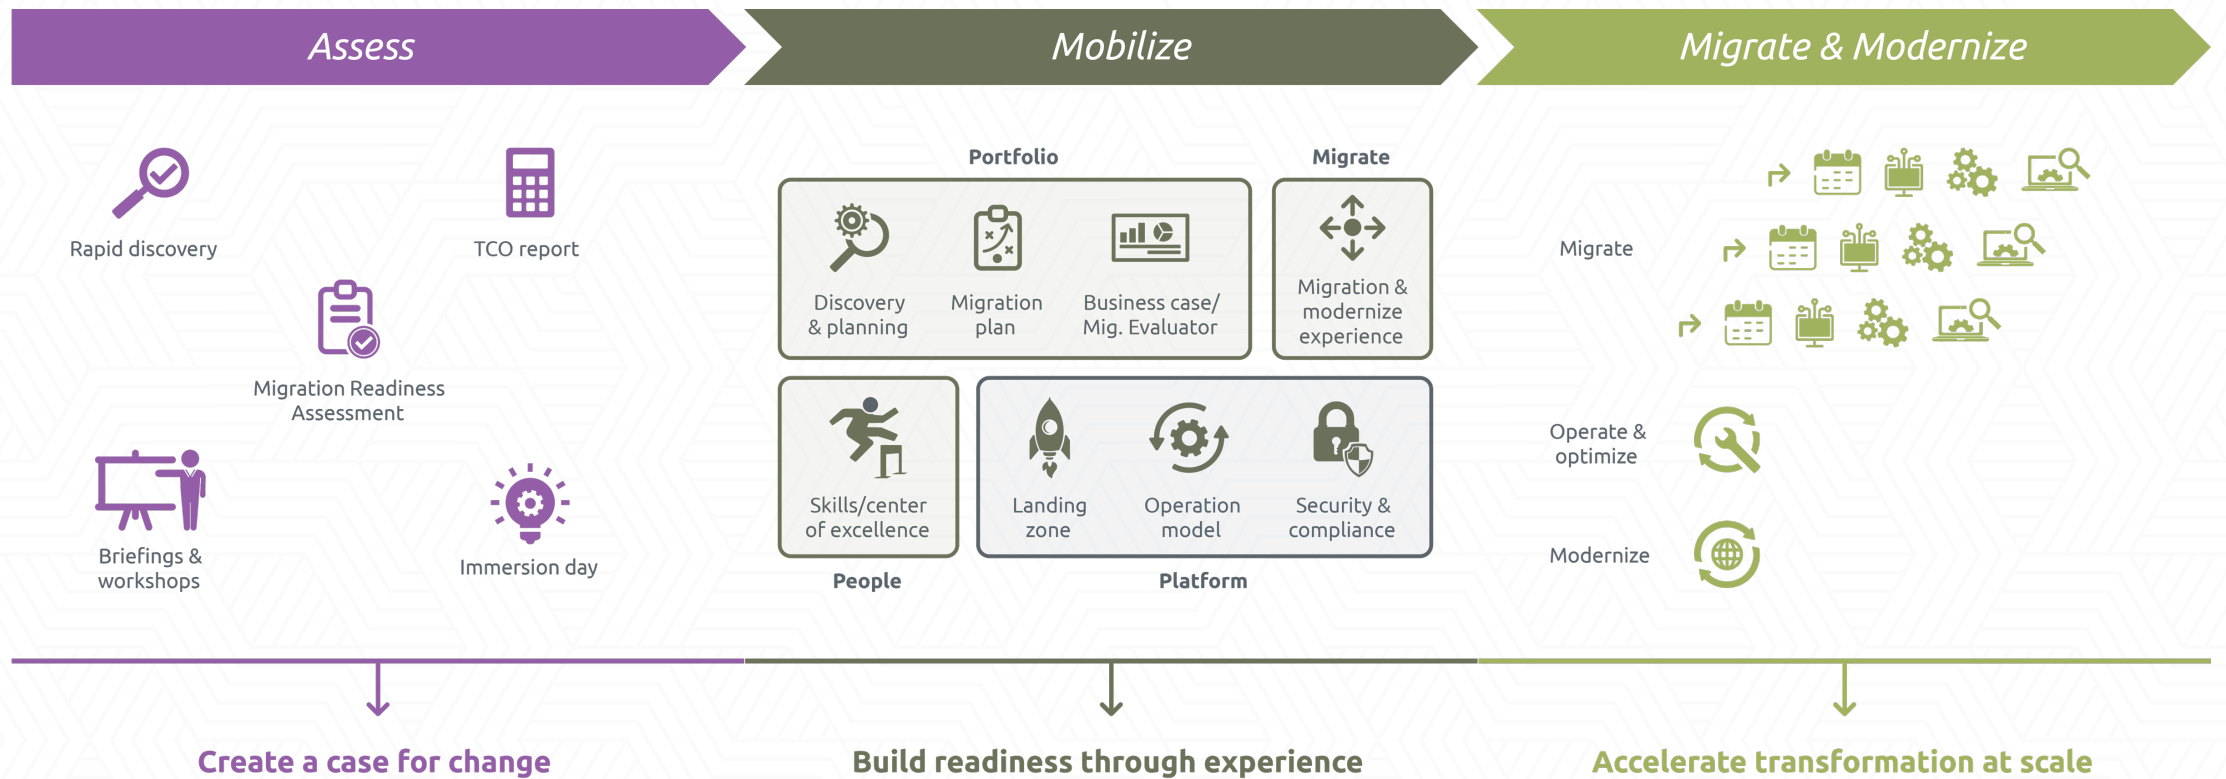 Assess
Mobilize
Migrate & Modernize
Rapid discovery
TCO report
Migration Readiness
Assessment
Briefings &
workshops
Immersion day
Portfolio
Discovery
& planning
Migration
plan
Business case/
Mig. Evaluator
Migrate
Migration &
modernize
experience
Skills/center
of excellence
People
Landing
zone
Operation
model
Security &
compliance
Platform
Migrate
Operate &
optimize
Modernize
Create a case for change
Build readiness through experience
Accelerate transformation at scale